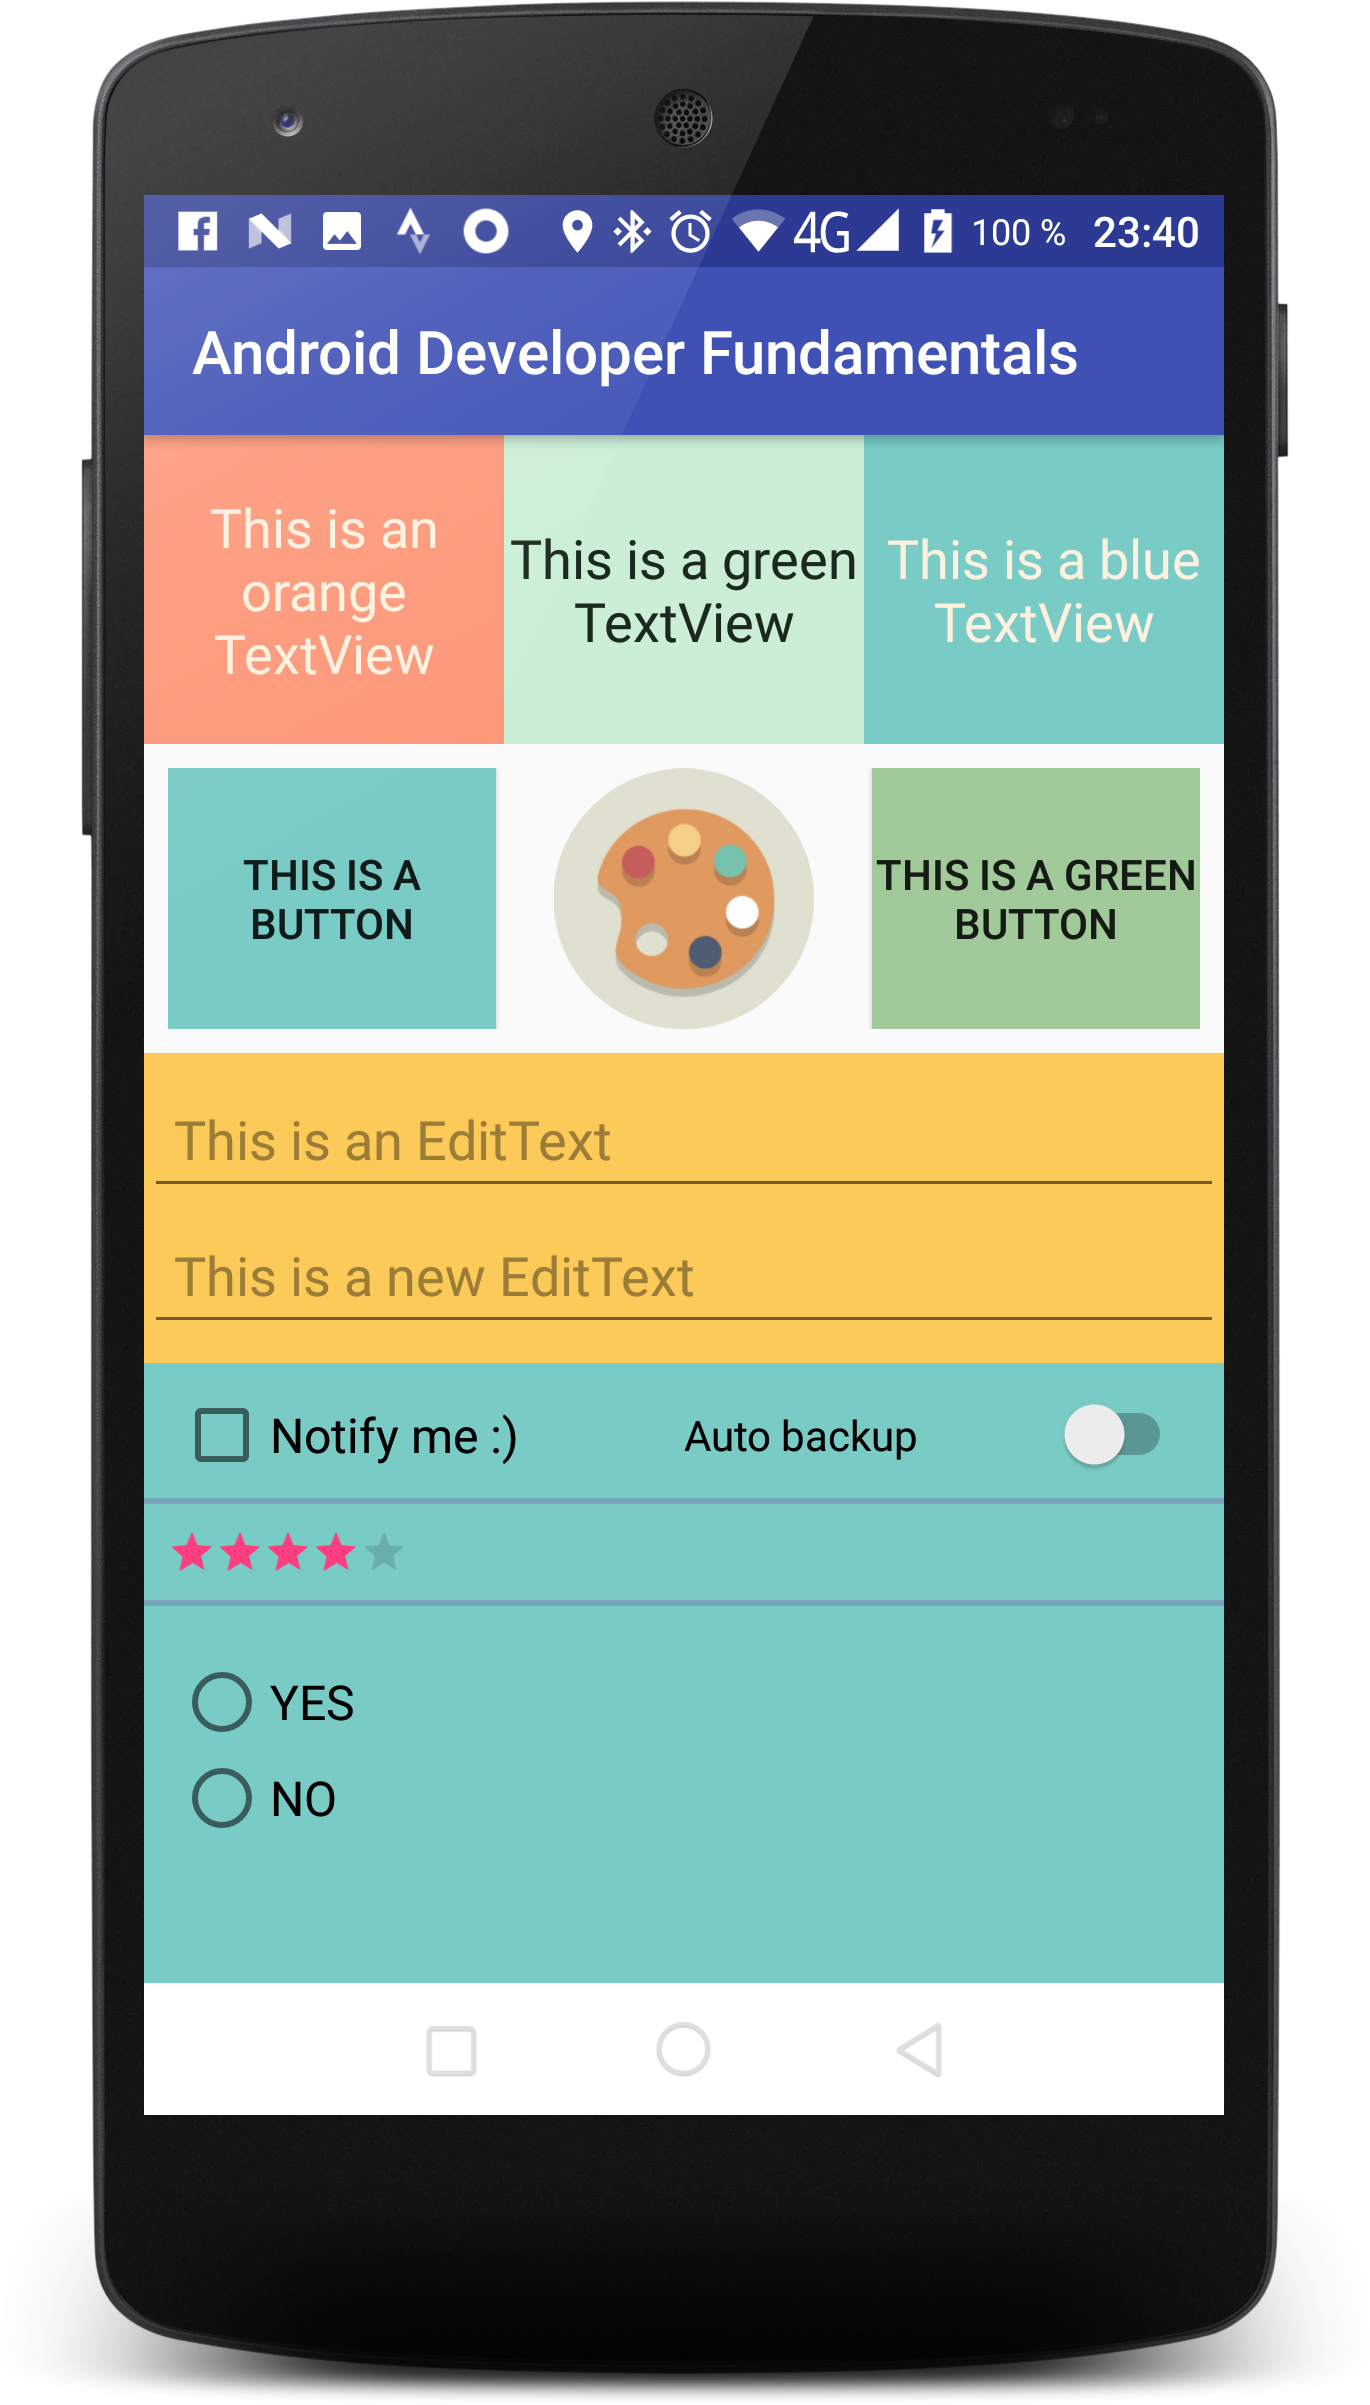 4G 100 % 23:40
Android Developer Fundamentals
This is an
orange
TextView
This is a green
TextView
This is a blue
TextView
THIS IS A
BUTTON
THIS IS A GREEN
BUTTON
This is an EditText
This is a new EditText
Notify me :)
Auto backup
YES
NO